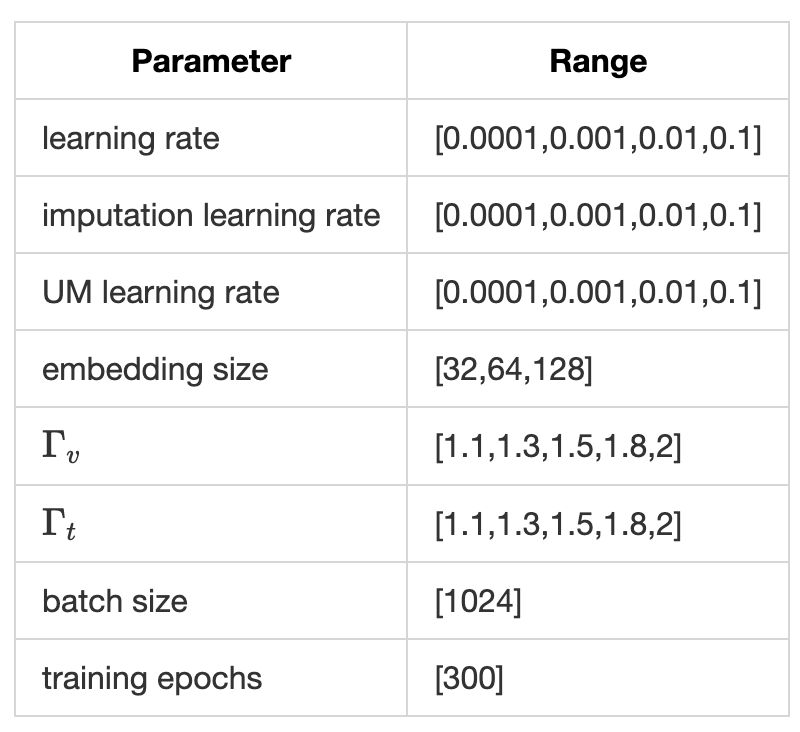 Parameter Range
learning rate [0.0001,0.001,0.01,0.1]
imputation learning rate [0.0001,0.001,0.01,0.1]
UM learning rate [0.0001,0.001,0.01,0.1]
embedding size [32,64,128]
Γv [1.1,1.3,1.5,1.8,2]
Γt [1.1,1.3,1.5,1.8,2]
batch size [1024]
training epochs [300]